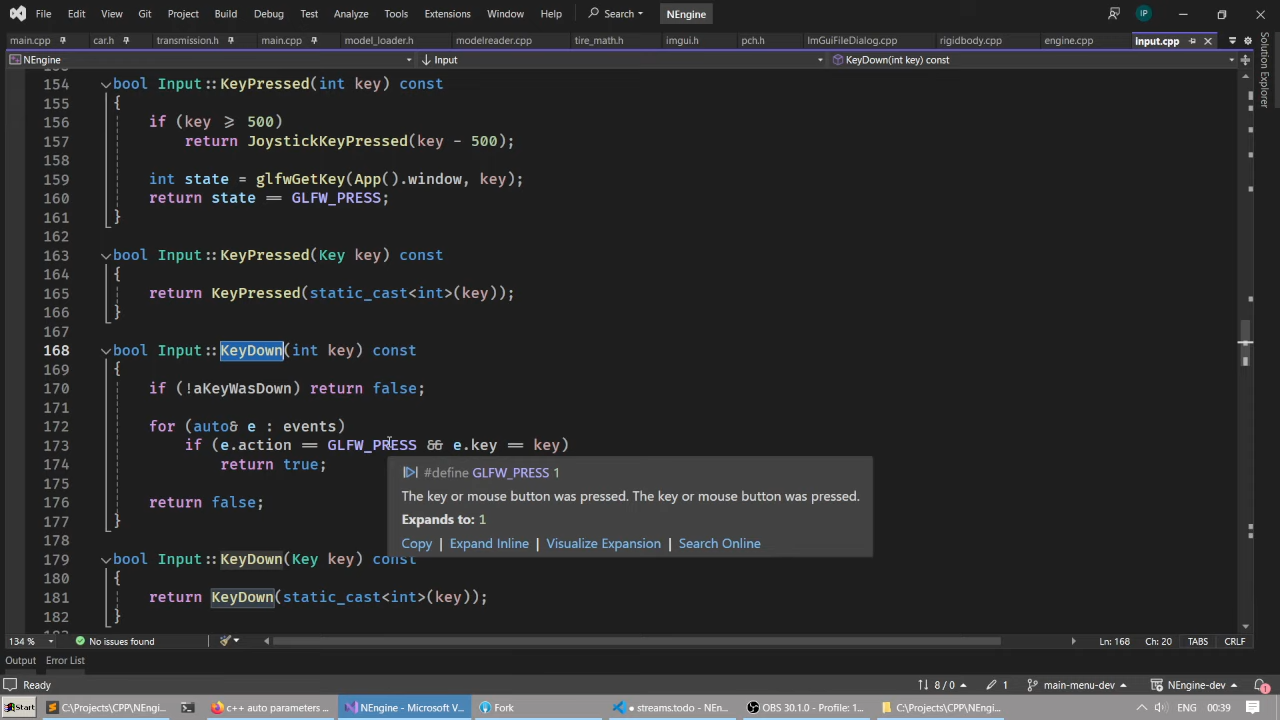 File Edit View Git Project Build Debug Test Analyze Tools Extensions Window Help Search NEngine IP
main.cpp car.h transmission.h main.cpp model_loader.h modelreader.cpp tire_math.h imgui.h pch.h ImGuiFileDialog.cpp rigidbody.cpp engine.cpp input.cpp
NEngine Input KeyDown(int key) const
154 bool Input::KeyPressed(int key) const
155 {
156 if (key ⩾ 500)
157 return JoystickKeyPressed(key - 500);
158
159 int state = glfwGetKey(App().window, key);
160 return state == GLFW_PRESS;
161 }
162
163 bool Input::KeyPressed(Key key) const
164 {
165 return KeyPressed(static_cast<int>(key));
166 }
167
168 bool Input::KeyDown(int key) const
169 {
170 if (!aKeyWasDown) return false;
171
172 for (auto& e : events)
173 if (e.action == GLFW_PRESS && e.key == key)
174 return true;
175
176 return false;
177 }
178
179 bool Input::KeyDown(Key key) const
180 {
181 return KeyDown(static_cast<int>(key));
182 }
#define GLFW_PRESS 1
The key or mouse button was pressed. The key or mouse button was pressed.
Expands to: 1
Copy | Expand Inline | Visualize Expansion | Search Online
Solution Explorer
134 % No issues found Ln: 168 Ch: 20 TABS CRLF
Output Error List
Ready 8 / 0 1 main-menu-dev NEngine-dev 1
Start C:\Projects\CPP\NEngi... c++ auto parameters ... NEngine - Microsoft V... Fork streams.todo - NEn... OBS 30.1.0 - Profile: 1... C:\Projects\CPP\NEn... ENG 00:39